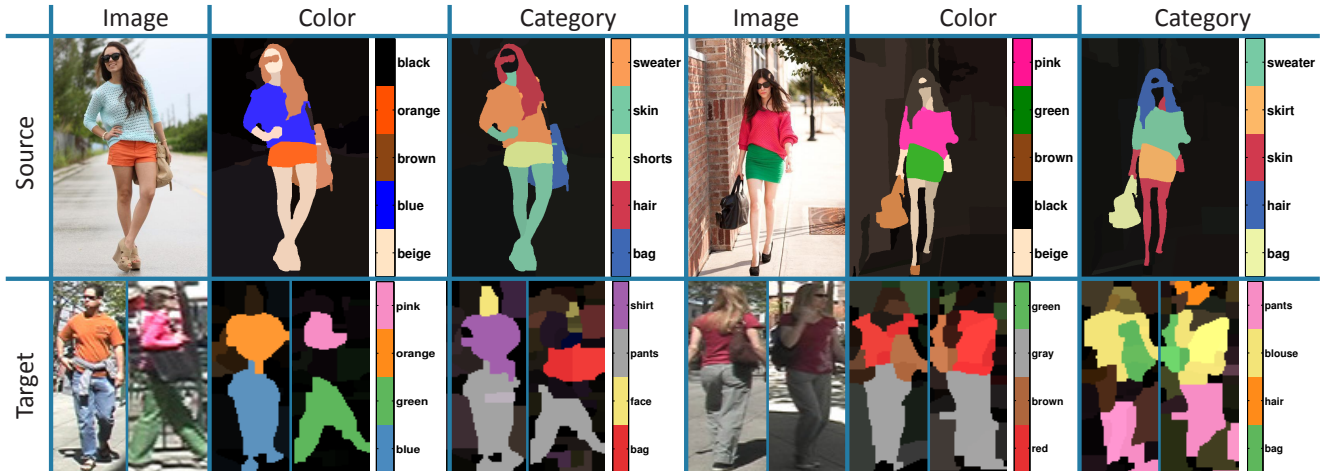 Image Color Category Image Color Category
Source
black
orange
brown
blue
beige
sweater
skin
shorts
hair
bag
pink
green
brown
black
beige
sweater
skirt
skin
hair
bag
Target
pink
orange
green
blue
shirt
pants
face
bag
green
gray
brown
red
pants
blouse
hair
bag